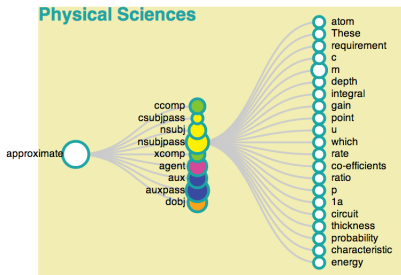 Physical Sciences
approximate
ccomp
csubjpass
nsubj
nsubjpass
xcomp
agent
aux
auxpass
dobj
atom
These
requirement
c
m
depth
integral
gain
point
u
which
rate
co-efficients
ratio
p
1a
circuit
thickness
probability
characteristic
energy